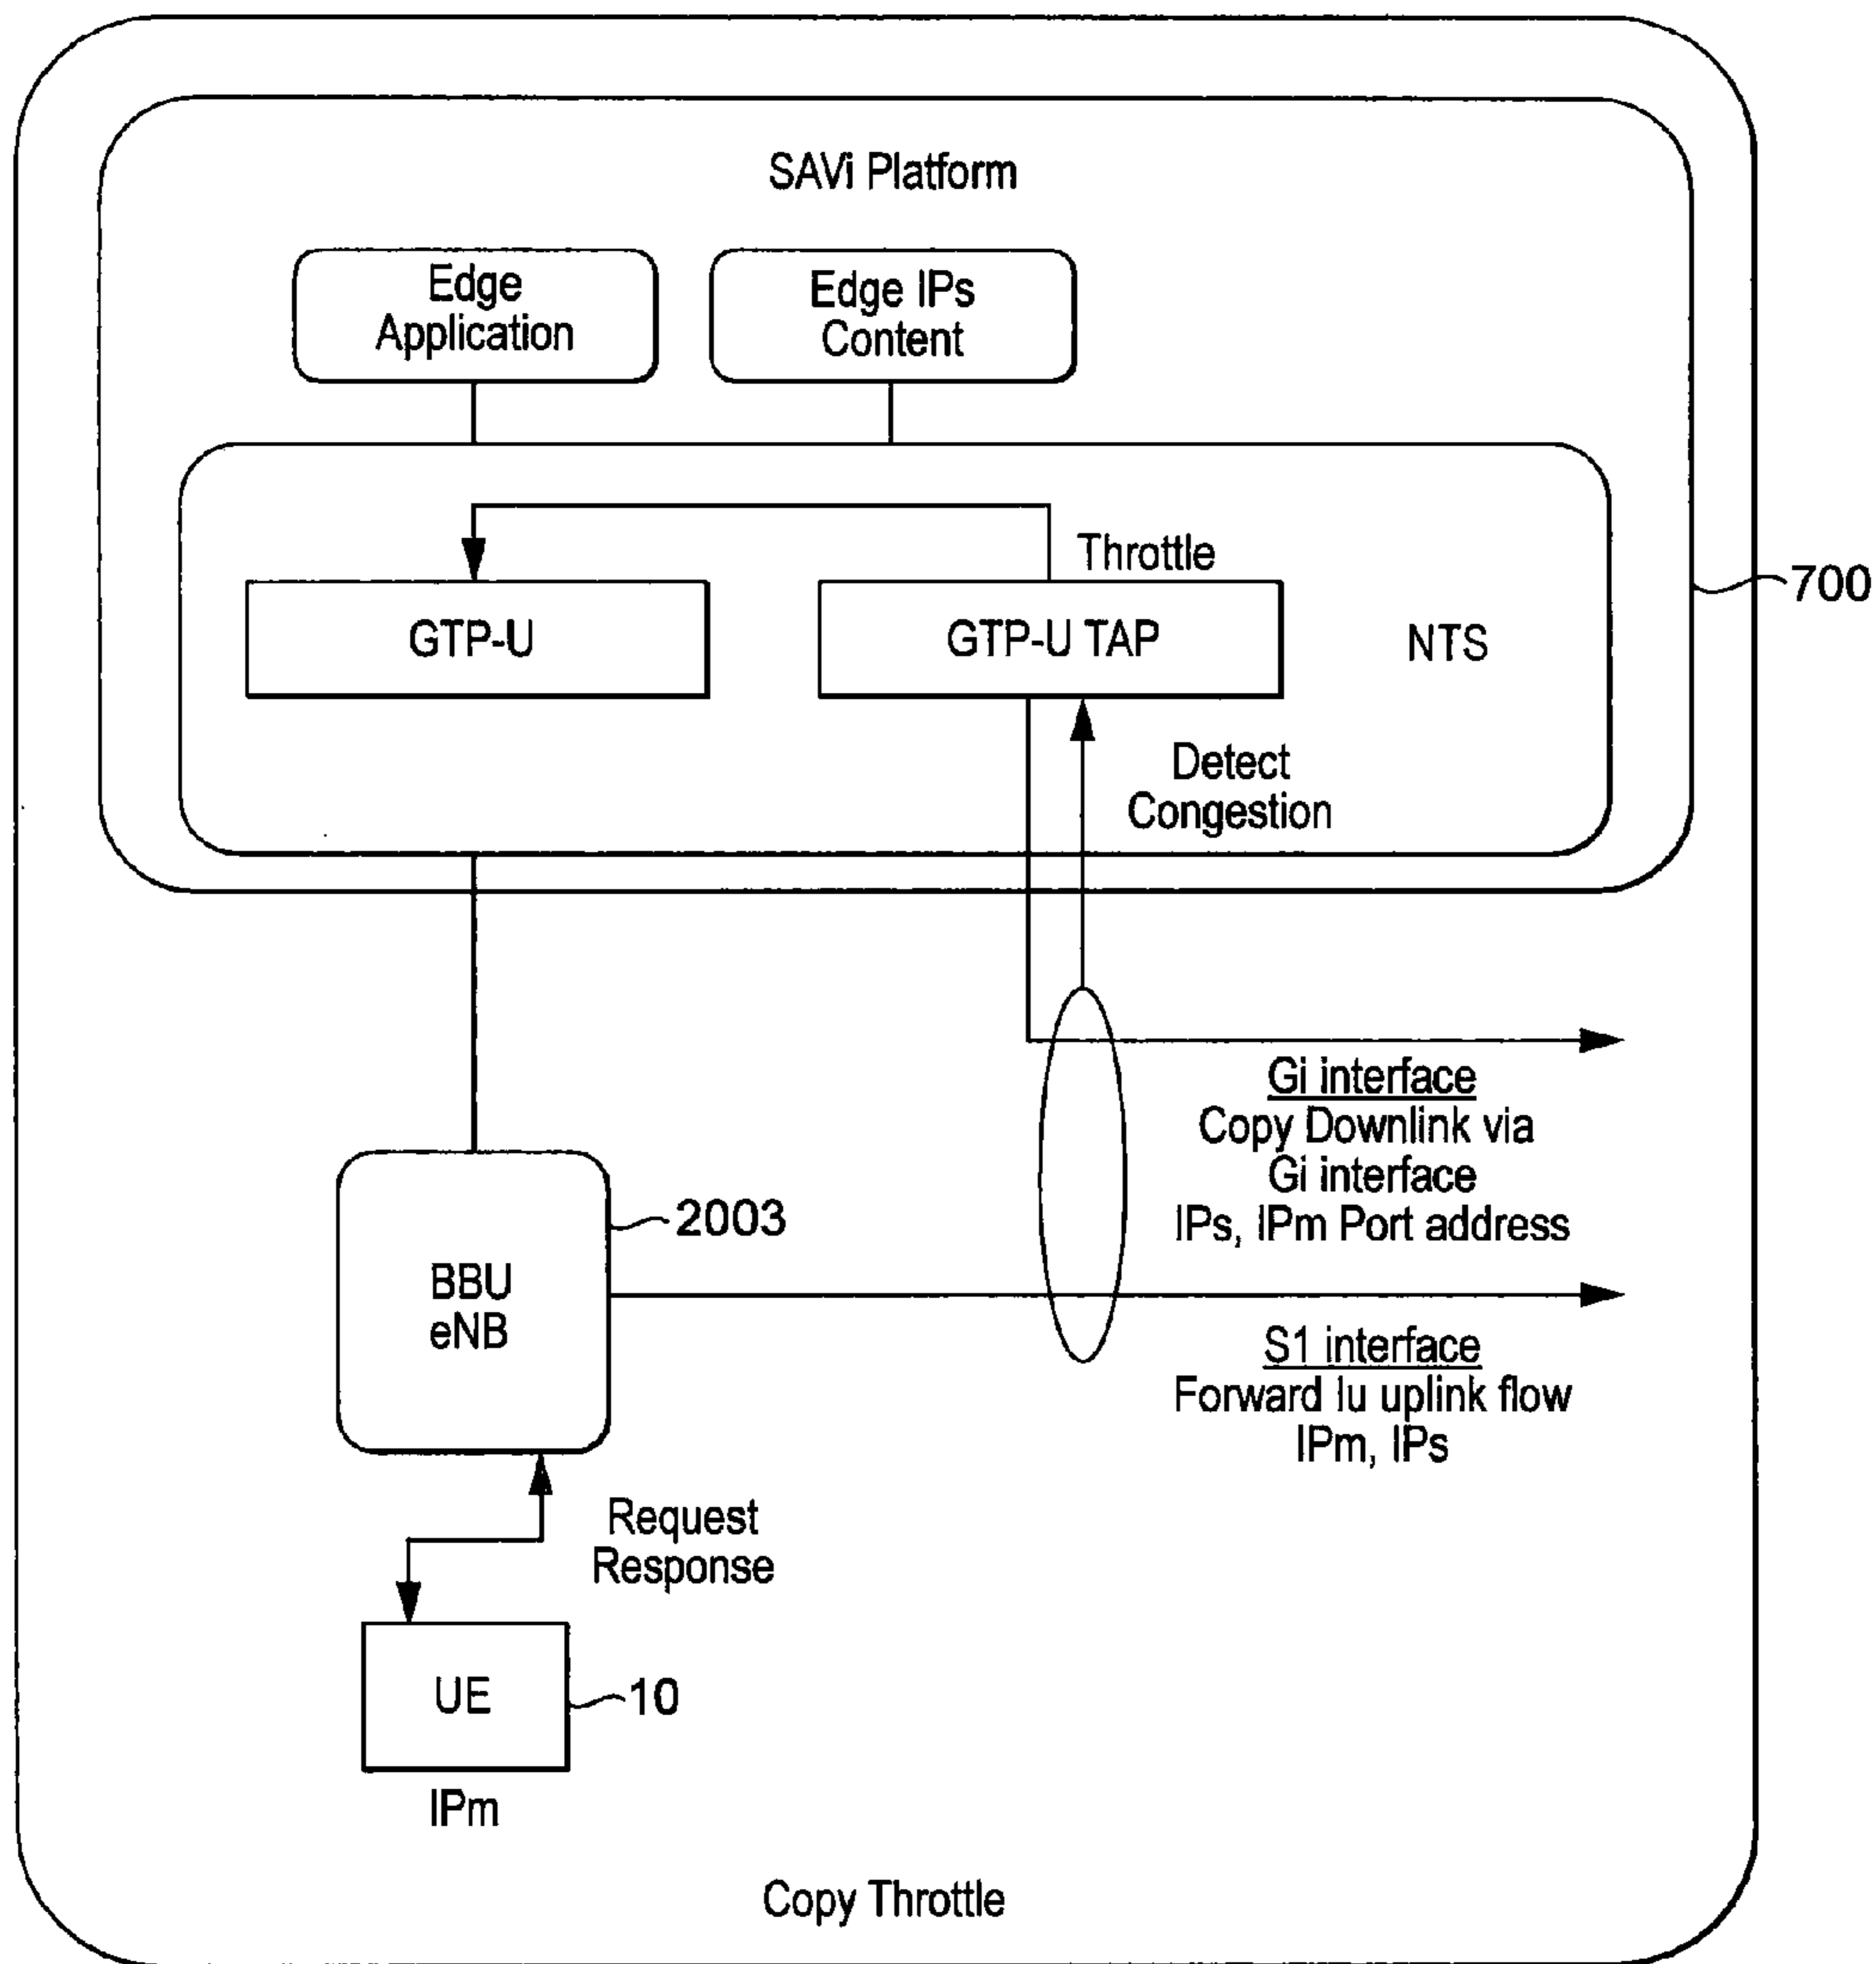 SAVi Platform
Edge
Application
Edge IPs
Content
Throttle
700
GTP-U
GTP-U TAP
NTS
Detect
Congestion
Gi interface
Copy Downlink via
Gi interface
IPs, IPm Port address
2003
BBU
eNB
S1 interface
Forward Iu uplink flow
IPm, IPs
Request
Response
UE
10
IPm
Copy Throttle